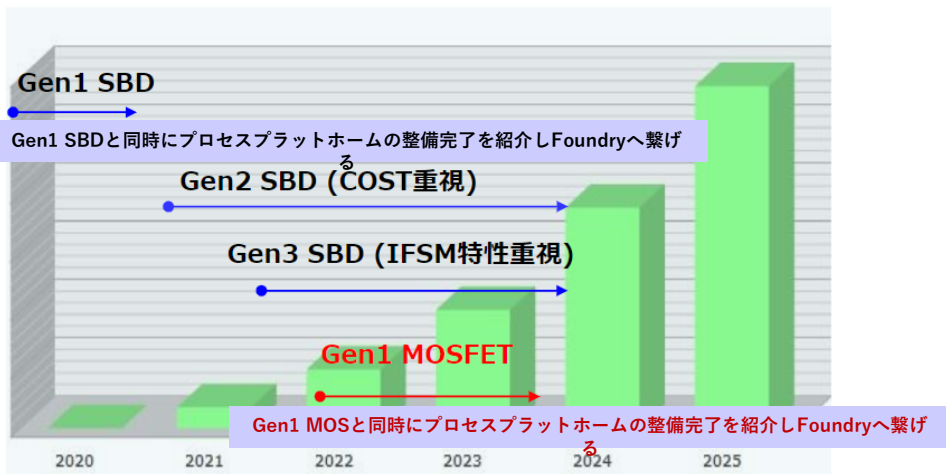 Gen1 SBD
Gen1 SBDと同時にプロセスプラットホームの整備完了を紹介しFoundryへ繋げ
る
Gen2 SBD (COST重視)
Gen3 SBD (IFSM特性重視)
Gen1 MOSFET
Gen1 MOSと同時にプロセスプラットホームの整備完了を紹介しFoundryへ繋げ
る
2020 2021 2022 2023 2024 2025